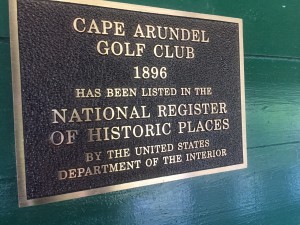 CAPE ARUNDEL
GOLF CLUB
1896
HAS BEEN LISTED IN THE
NATIONAL REGISTER
OF HISTORIC PLACES
BY THE UNITED STATES
DEPARTMENT OF THE INTERIOR